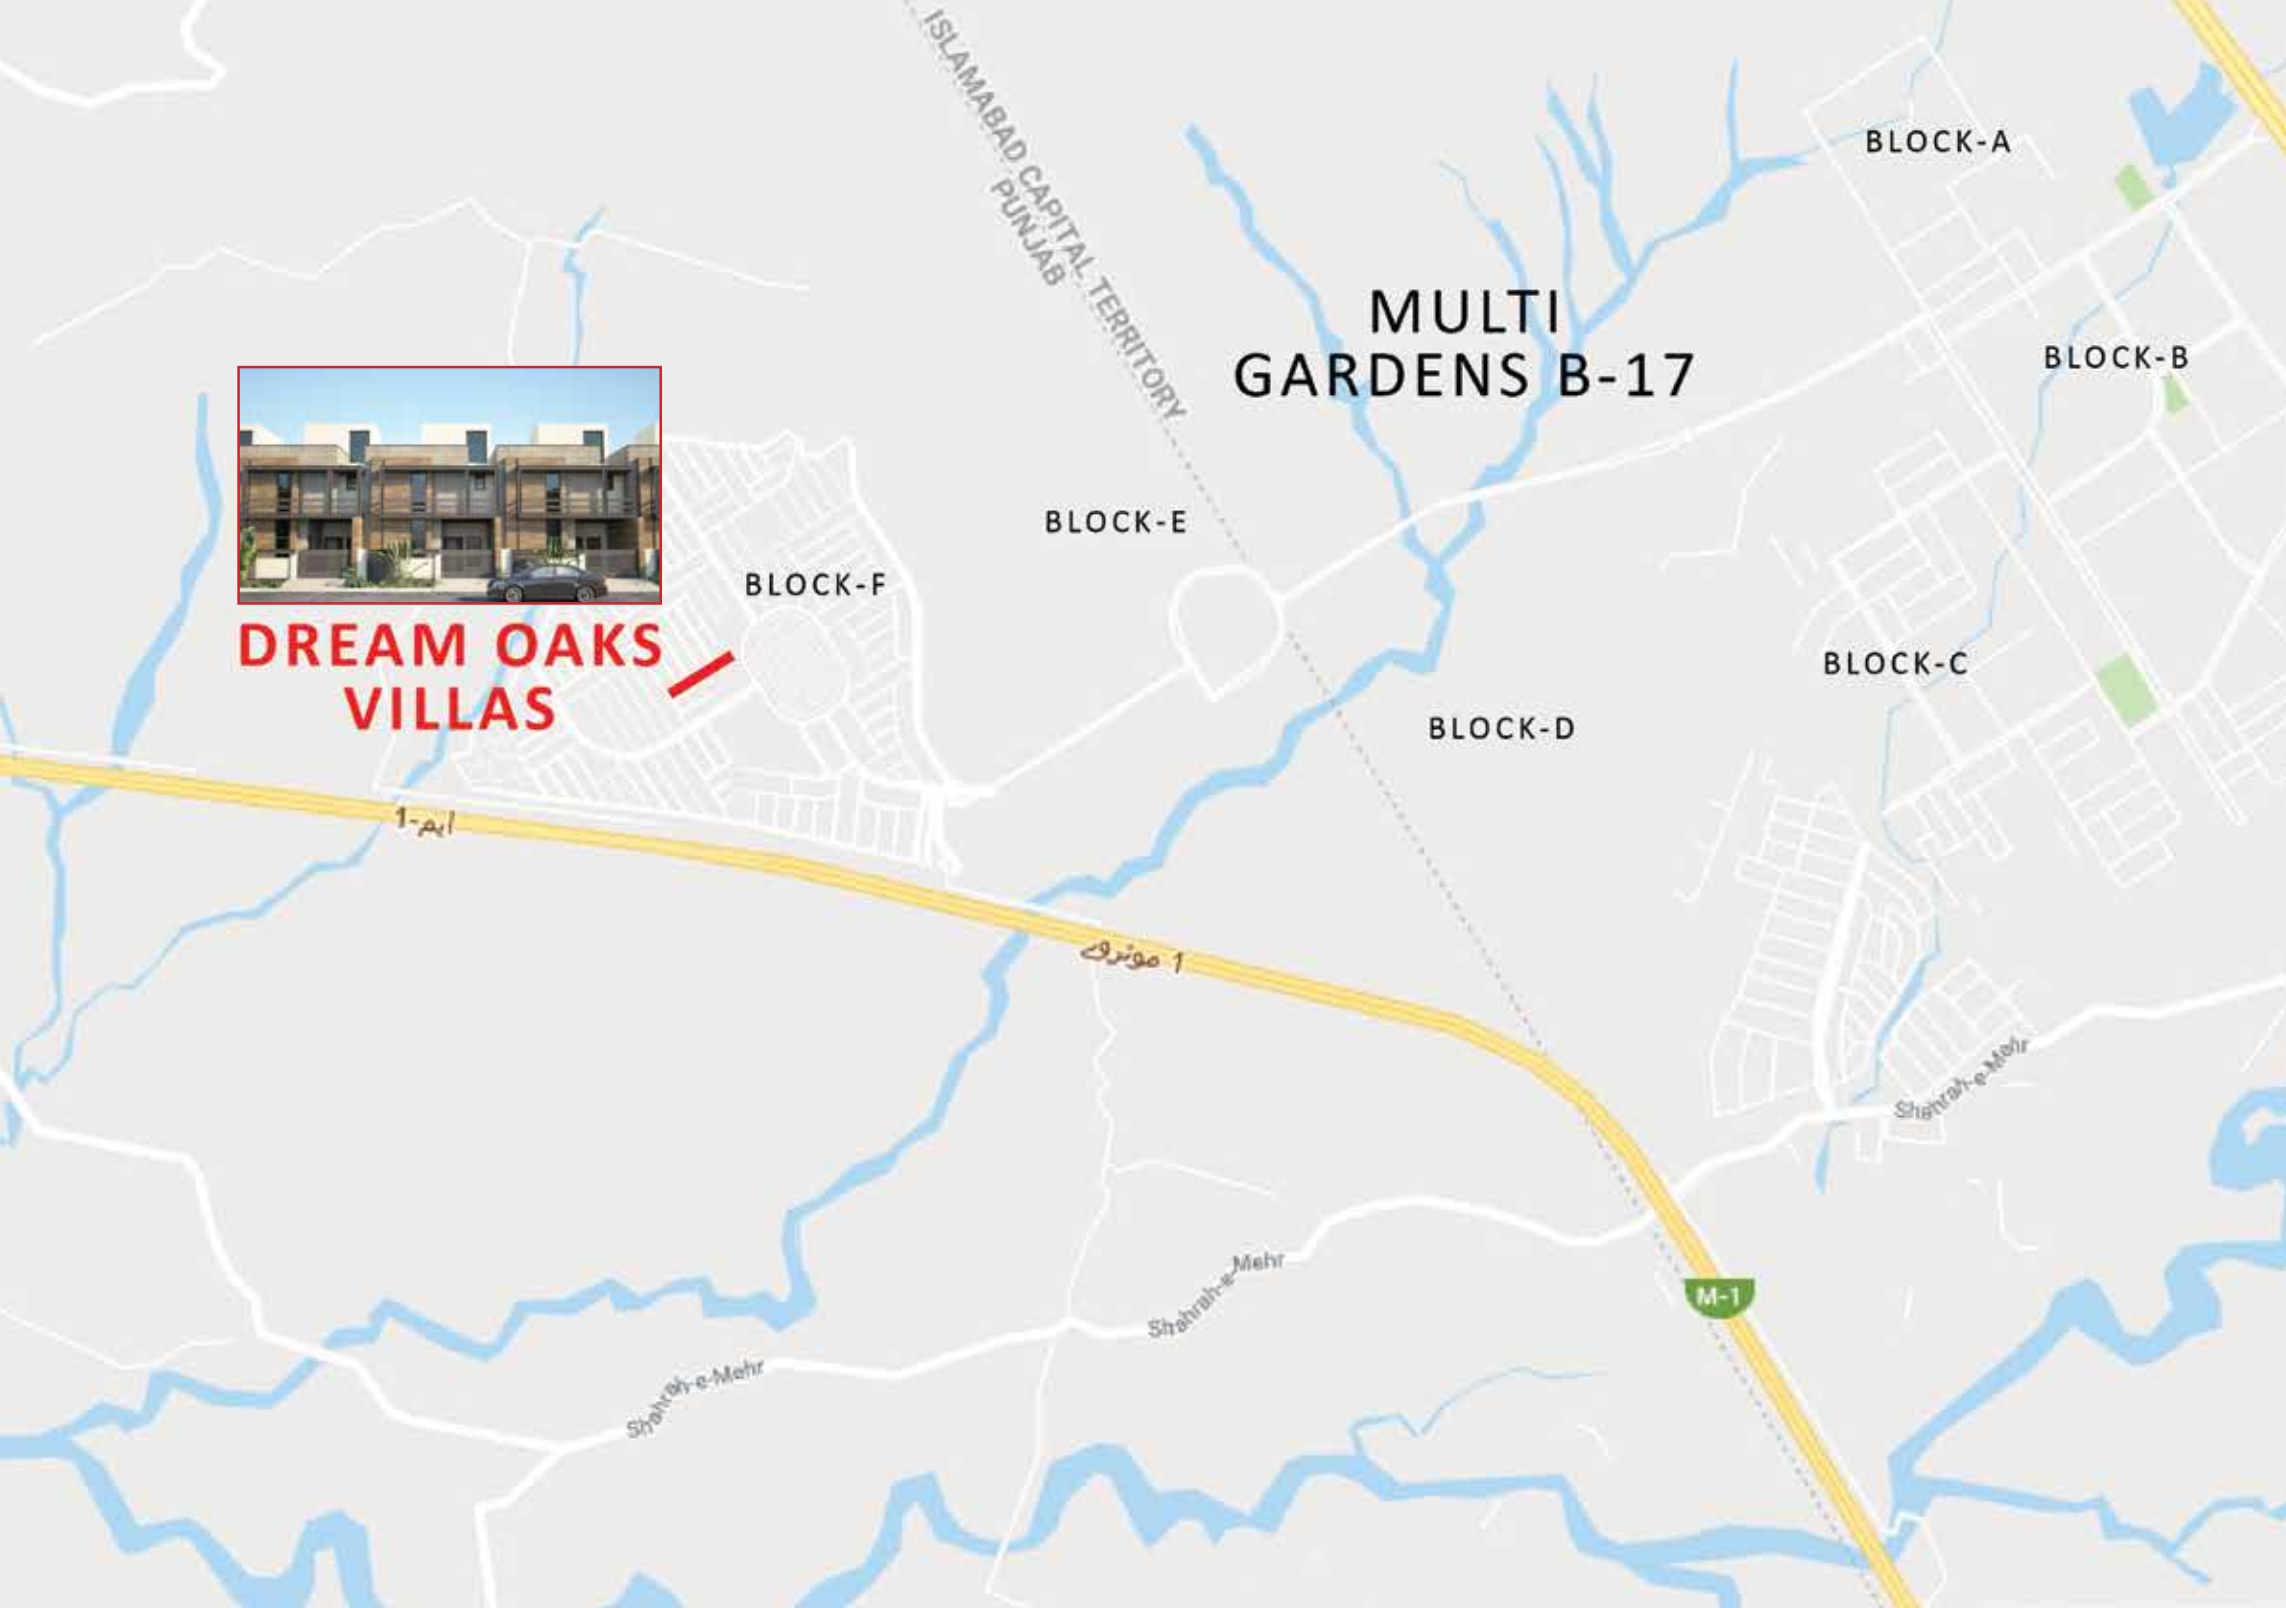 ISLAMABAD CAPITAL TERRITORY
PUNJAB
BLOCK-A
MULTI
GARDENS B-17
BLOCK-B
BLOCK-E
BLOCK-F
DREAM OAKS
VILLAS
BLOCK-C
BLOCK-D
ایم-1
1 موٹروے
Shahrah-e-Mehr
Shahrah-e-Mehr
M-1
Shahrah-e-Mehr